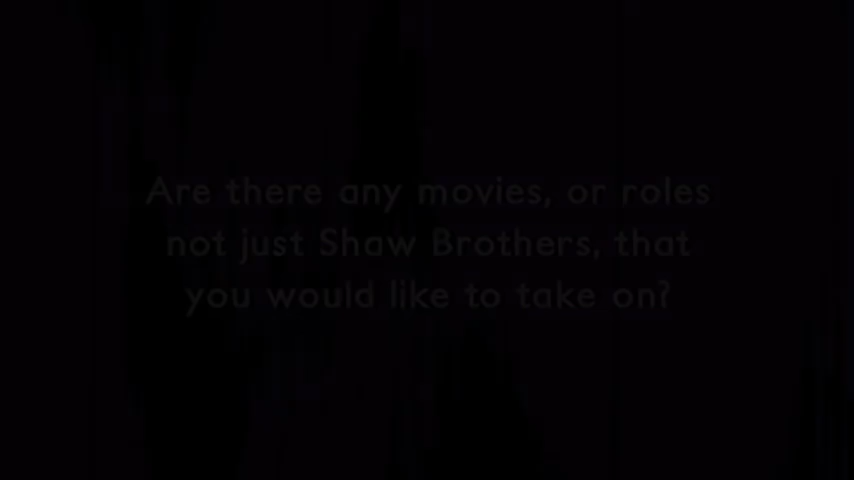 Are there any movies, or roles
not just Shaw Brothers, that
you would like to take on?